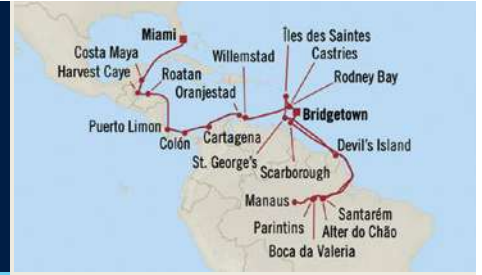 Miami
Costa Maya
Harvest Caye
Roatan
Oranjestad
Willemstad
Îles des Saintes
Castries
Rodney Bay
Bridgetown
Puerto Limon
Colón
Cartagena
St. George's
Scarborough
Devil's Island
Manaus
Parintins
Boca da Valeria
Santarém
Alter do Chão